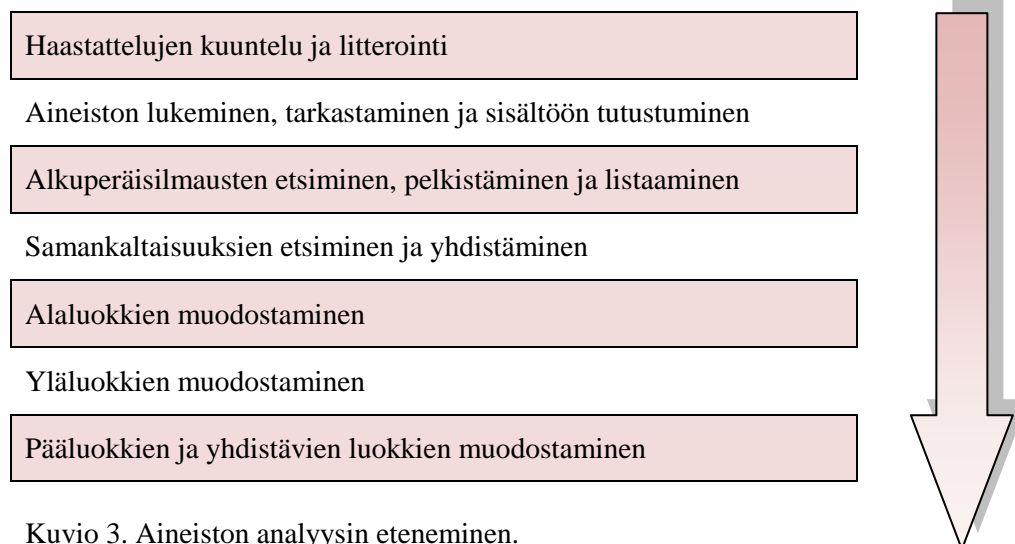 Haastattelujen kuuntelu ja litterointi
Aineiston lukeminen, tarkastaminen ja sisältöön tutustuminen
Alkuperäisilmausten etsiminen, pelkistäminen ja listaaminen
Samankaltaisuuksien etsiminen ja yhdistäminen
Alaluokkien muodostaminen
Yläluokkien muodostaminen
Pääluokkien ja yhdistävien luokkien muodostaminen
Kuvio 3. Aineiston analyysin eteneminen.